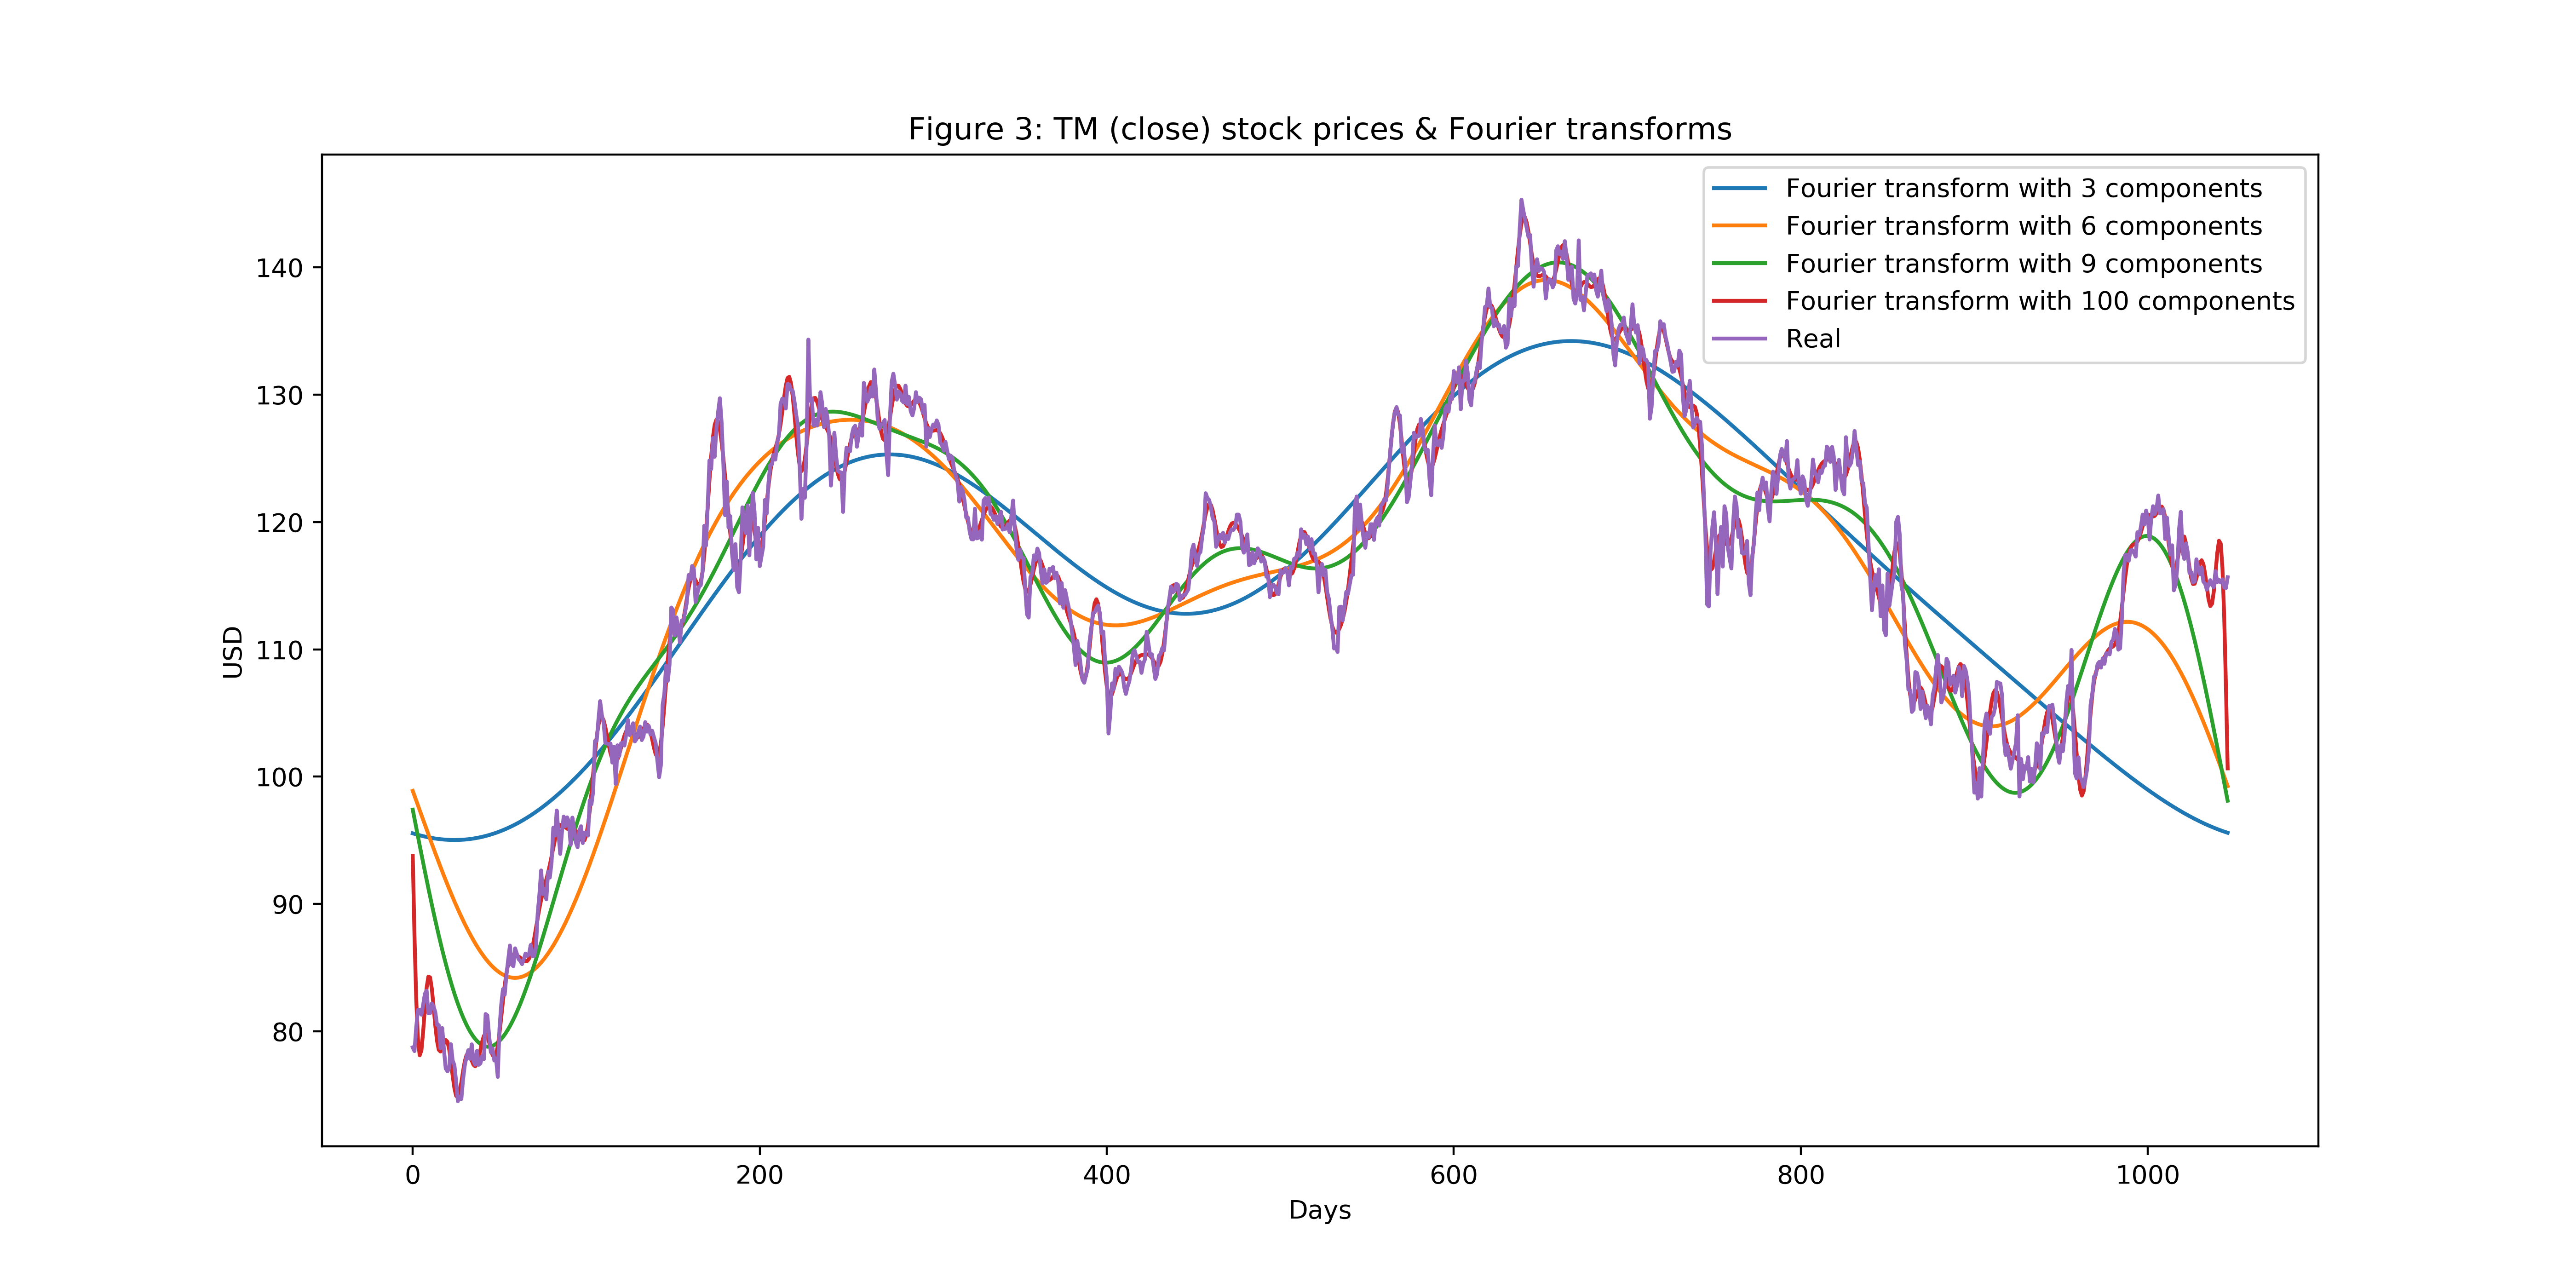 Figure 3: TM (close) stock prices & Fourier transforms
Fourier transform with 3 components
Fourier transform with 6 components
Fourier transform with 9 components
Fourier transform with 100 components
Real
USD
140
130
120
110
100
90
80
0 200 400 600 800 1000
Days